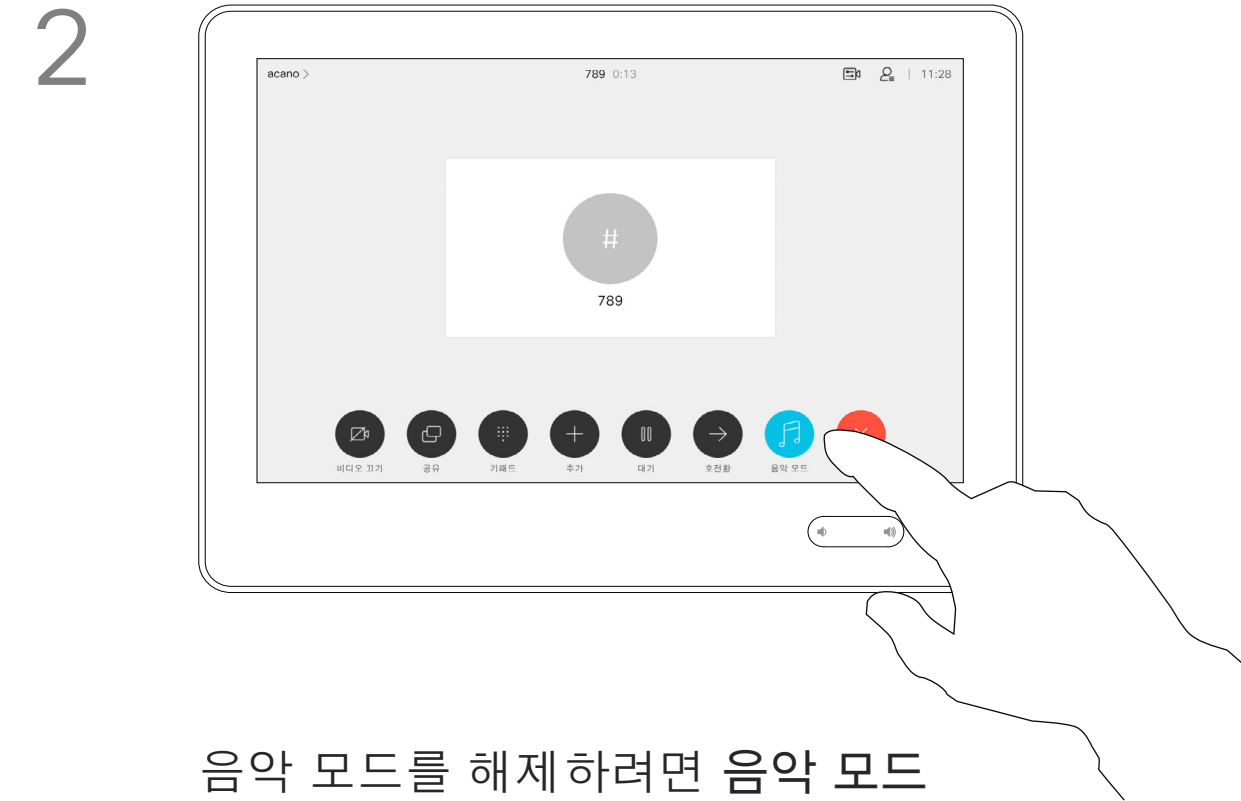 2
acano >
789 0:13
11:28
#
789
비디오 끄기
공유
키패드
추가
대기
호전환
음악 모드
음악 모드를 해제하려면 음악 모드